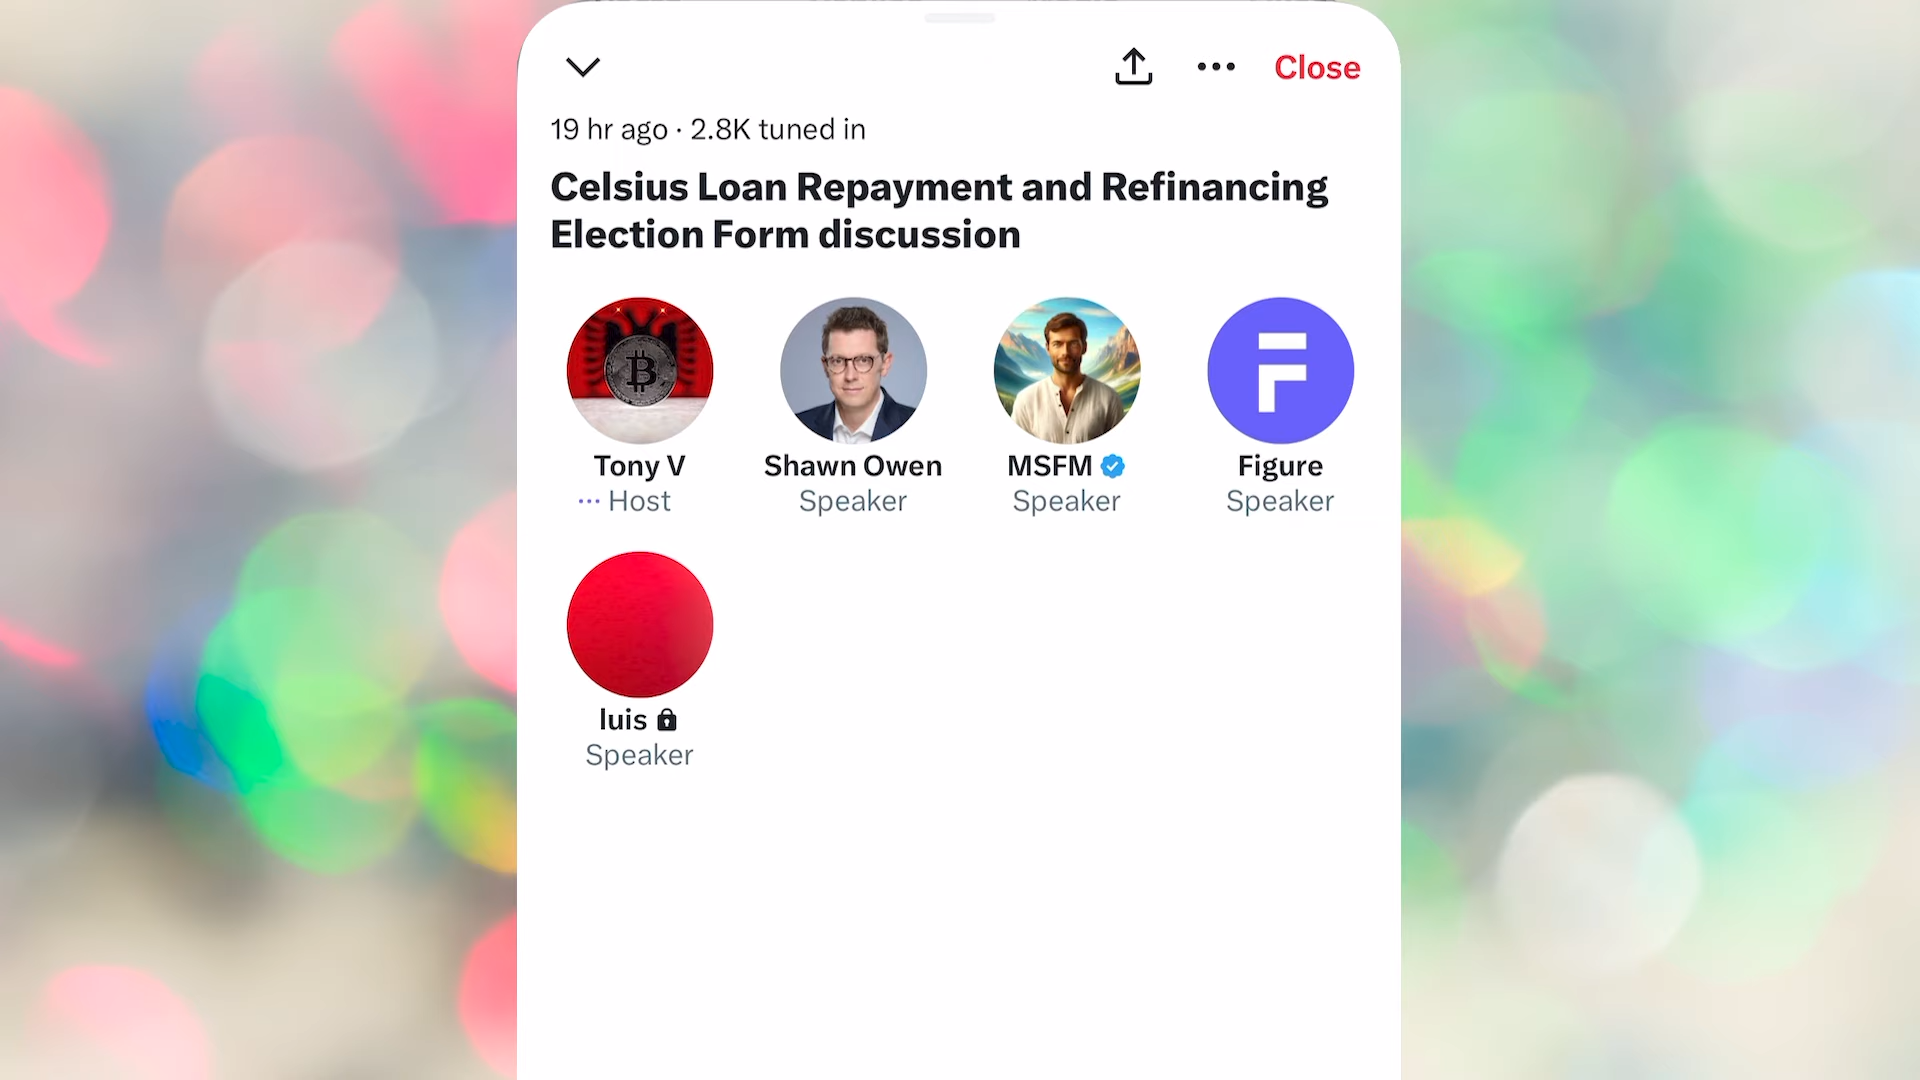 Close
19 hr ago · 2.8K tuned in
Celsius Loan Repayment and Refinancing
Election Form discussion
Tony V
Host
Shawn Owen
Speaker
MSFM
Speaker
Figure
Speaker
luis
Speaker